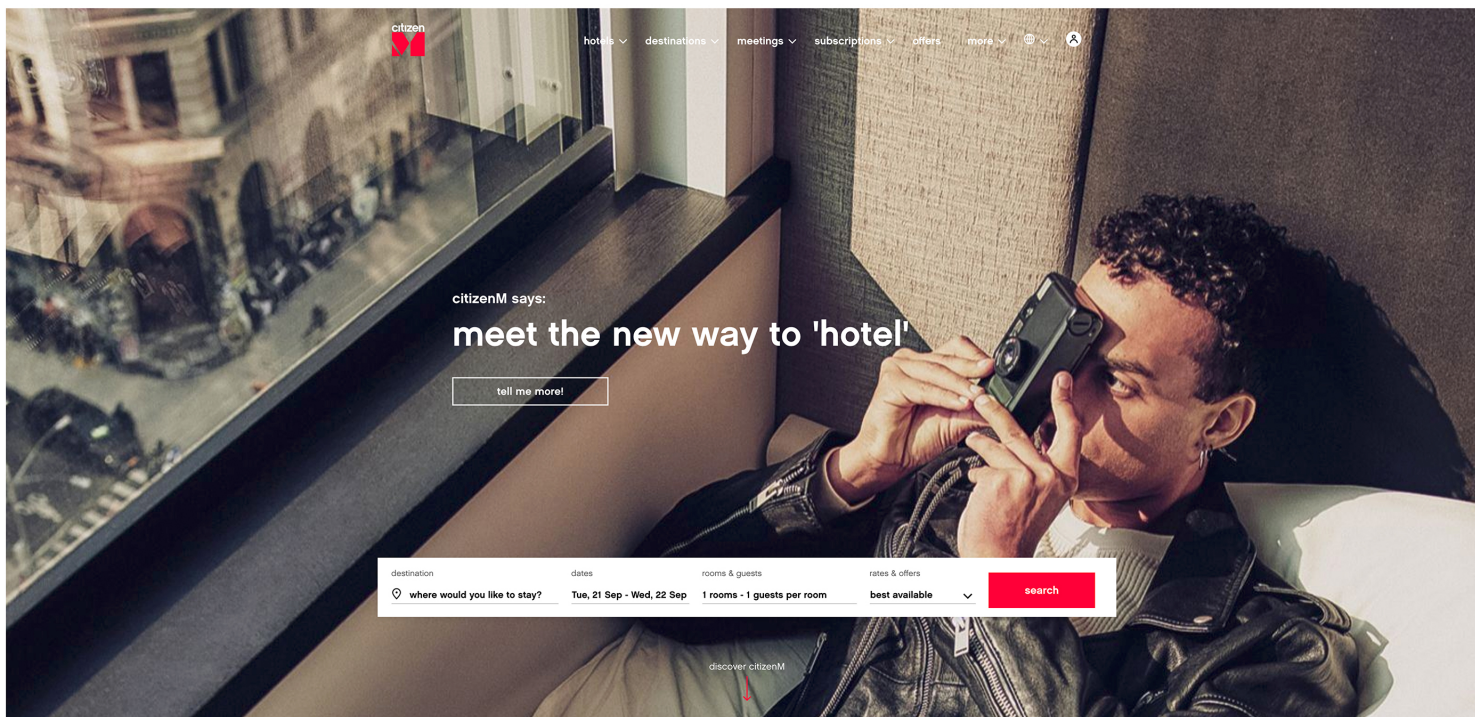 citizen
M
hotels
destinations
meetings
subscriptions
offers
more
citizenM says:
meet the new way to 'hotel'
tell me more!
destination
where would you like to stay?
dates
Tue, 21 Sep - Wed, 22 Sep
rooms & guests
1 rooms - 1 guests per room
rates & offers
best available
search
discover citizenM